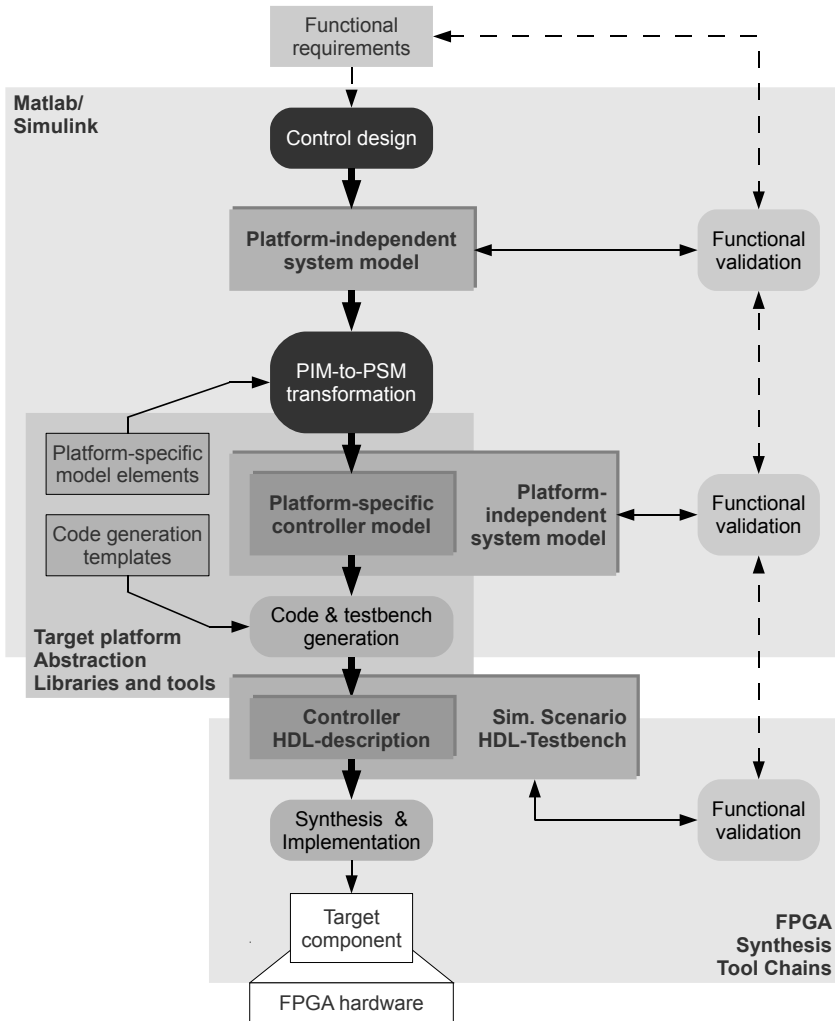 Functional
requirements
Matlab/
Simulink
Control design
Platform-independent
system model
Functional
validation
PIM-to-PSM
transformation
Platform-specific
model elements
Platform-specific
controller model
Platform-
independent
system model
Functional
validation
Code generation
templates
Code & testbench
generation
Target platform
Abstraction
Libraries and tools
Controller
HDL-description
Sim. Scenario
HDL-Testbench
Functional
validation
Synthesis &
Implementation
Target
component
FPGA
Synthesis
Tool Chains
FPGA hardware